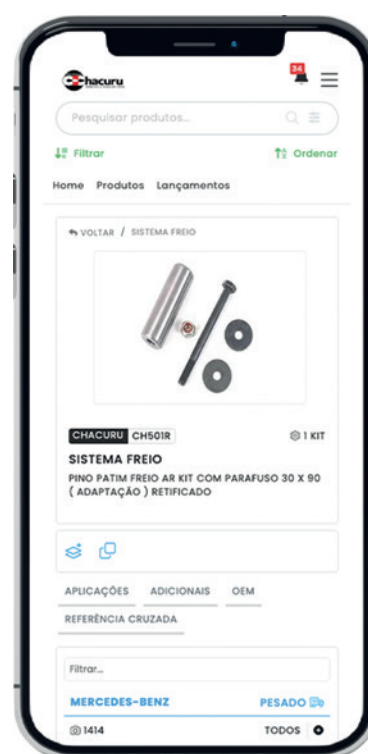 Chacuru
34
Pesquisar produtos...
Filtrar Ordenar
Home Produtos Lançamentos
VOLTAR / SISTEMA FREIO
CHACURU CH501R 1 KIT
SISTEMA FREIO
PINO PATIM FREIO AR KIT COM PARAFUSO 30 X 90
( ADAPTAÇÃO ) RETIFICADO
APLICAÇÕES ADICIONAIS OEM
REFERÊNCIA CRUZADA
Filtrar...
MERCEDES-BENZ PESADO
1414 TODOS